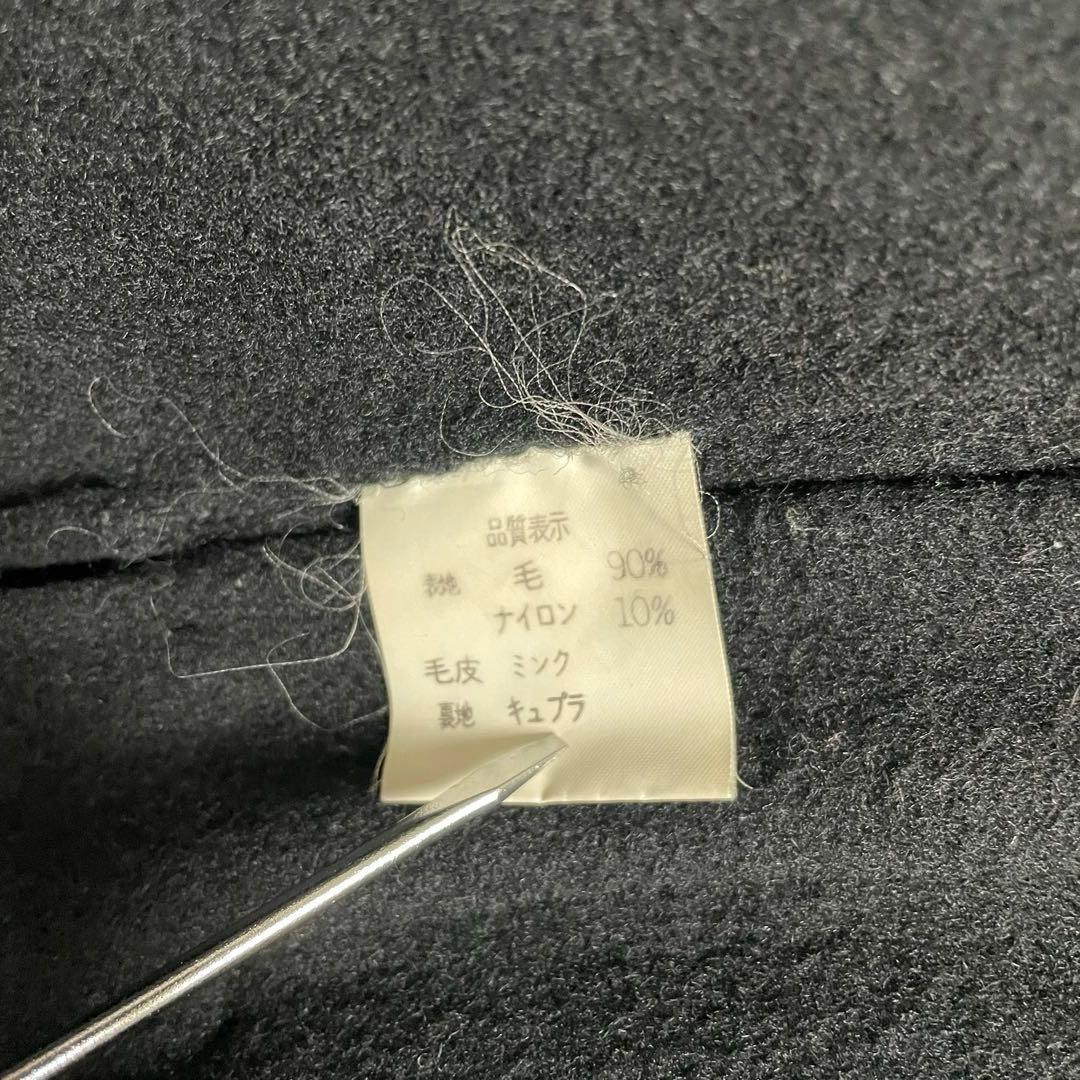 品質表示
表地 毛 90%
ナイロン 10%
毛皮 ミンク
裏地 キュプラ